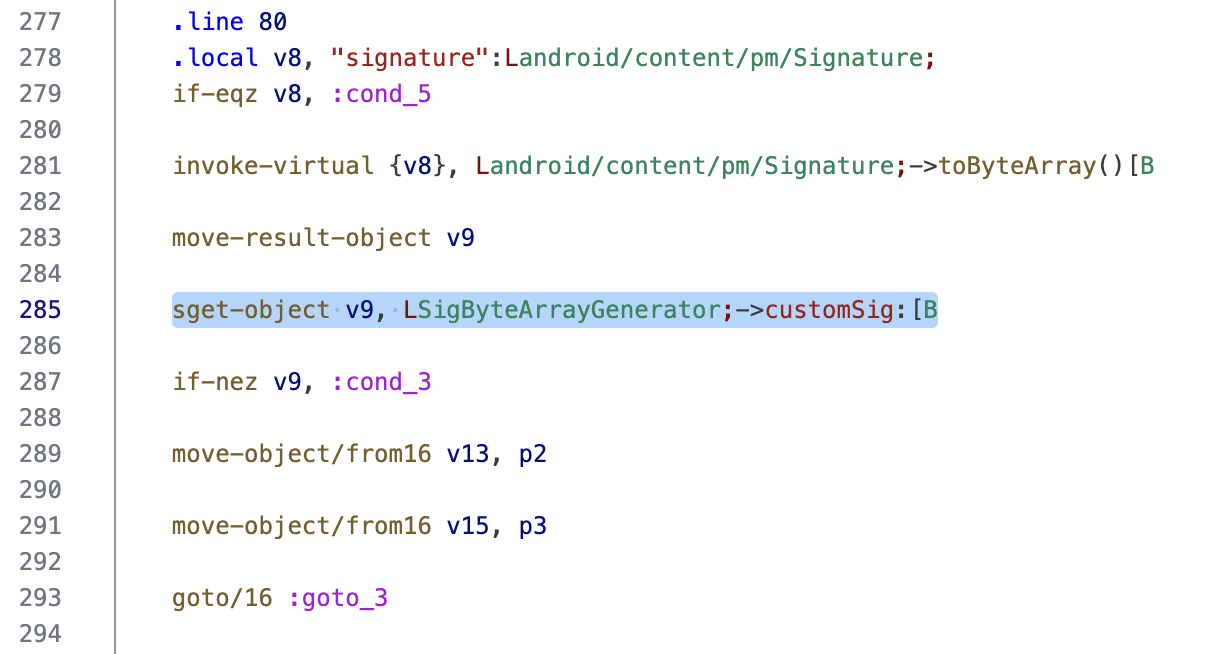 277 .line 80
278 .local v8, "signature":Landroid/content/pm/Signature;
279 if-eqz v8, :cond_5
280
281 invoke-virtual {v8}, Landroid/content/pm/Signature;->toByteArray()[B
282
283 move-result-object v9
284
285 sget-object v9, LSigByteArrayGenerator;->customSig:[B
286
287 if-nez v9, :cond_3
288
289 move-object/from16 v13, p2
290
291 move-object/from16 v15, p3
292
293 goto/16 :goto_3
294